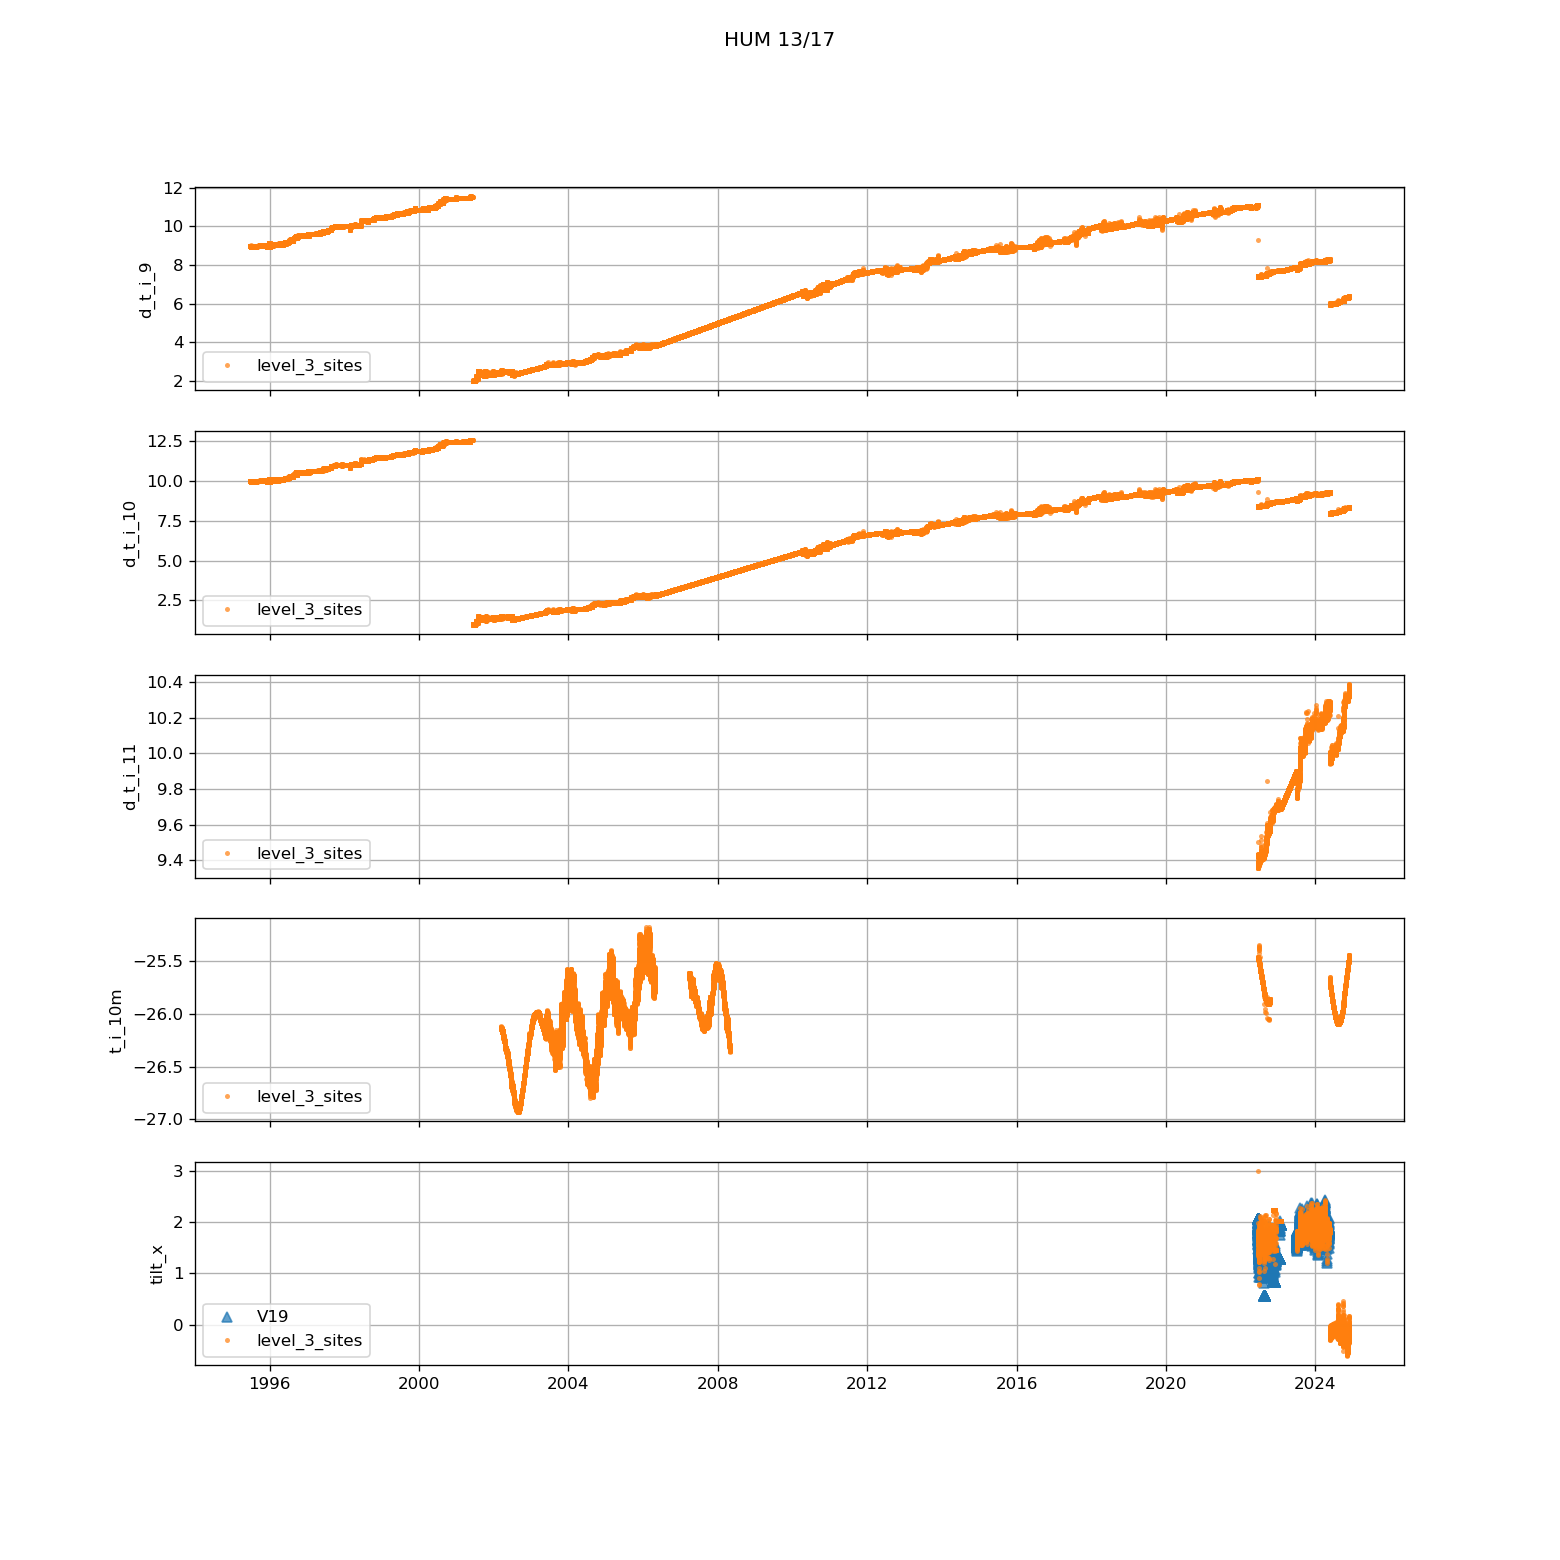 HUM 13/17
12
10
8
6
4
2
d_t_i_9
level_3_sites
12.5
10.0
7.5
5.0
2.5
d_t_i_10
level_3_sites
10.4
10.2
10.0
9.8
9.6
9.4
d_t_i_11
level_3_sites
−25.5
−26.0
−26.5
−27.0
t_i_10m
level_3_sites
3
2
1
0
tilt_x
V19
level_3_sites
1996 2000 2004 2008 2012 2016 2020 2024